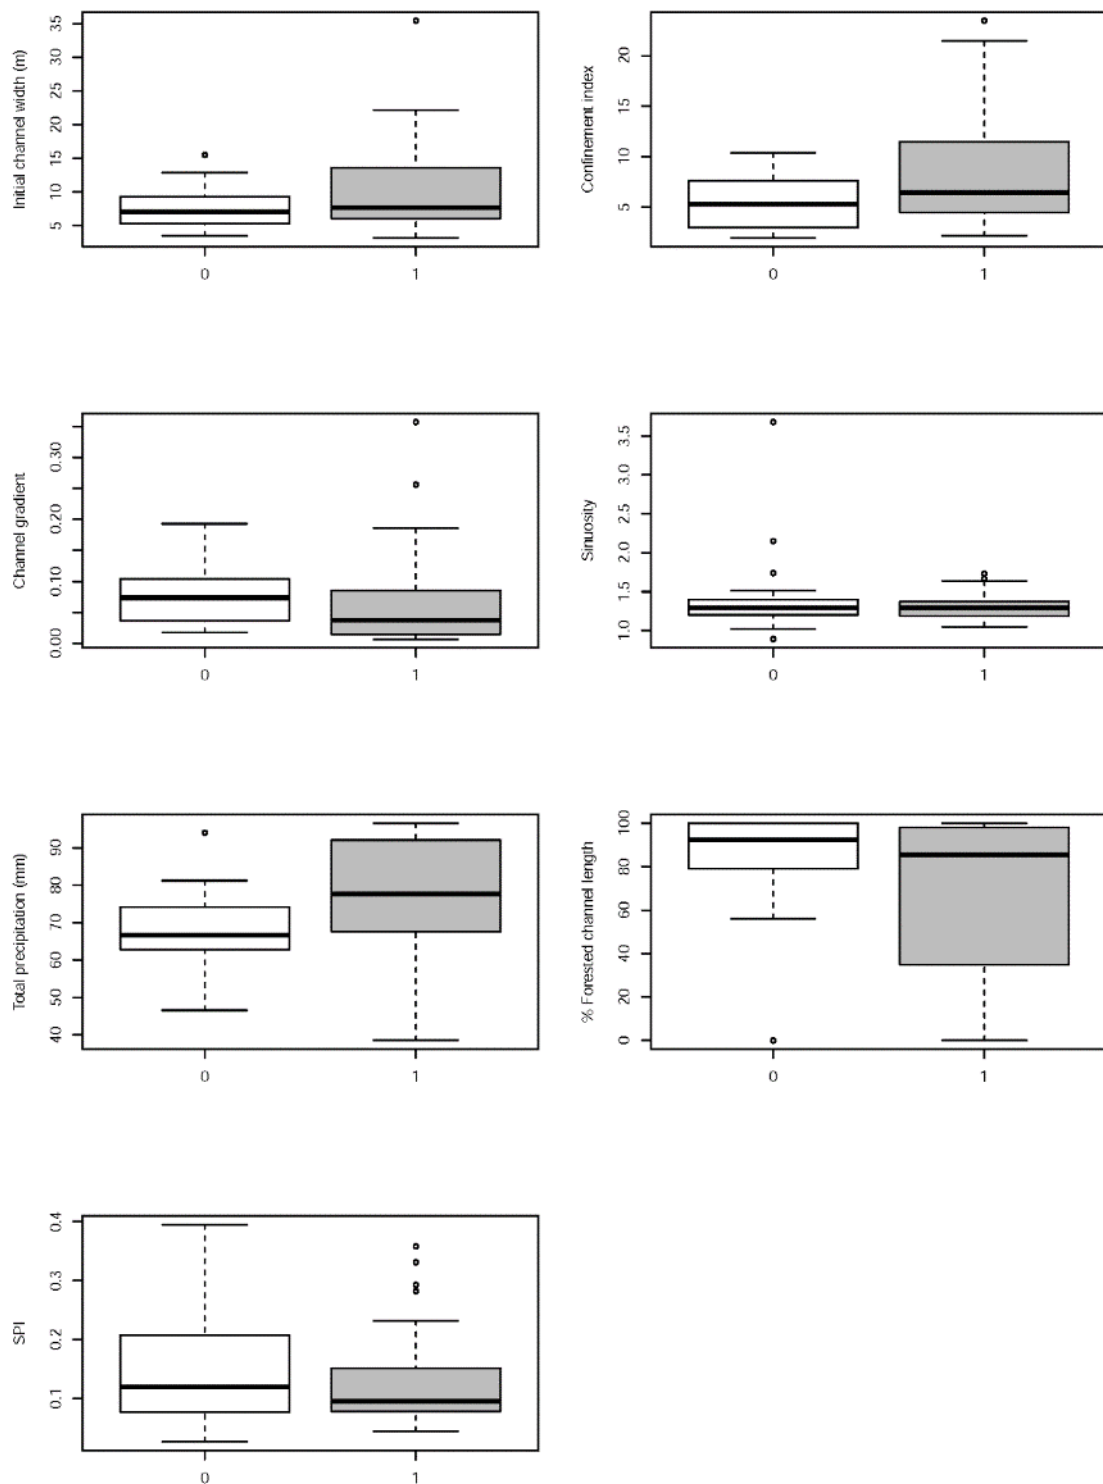 Initial channel width (m)
5 10 15 20 25 30 35
0 1
Confinement index
5 10 15 20
0 1
Channel gradient
0.00 0.10 0.20 0.30
0 1
Sinuosity
1.0 1.5 2.0 2.5 3.0 3.5
0 1
Total precipitation (mm)
40 50 60 70 80 90
0 1
% Forested channel length
0 20 40 60 80 100
0 1
SPI
0.1 0.2 0.3 0.4
0 1